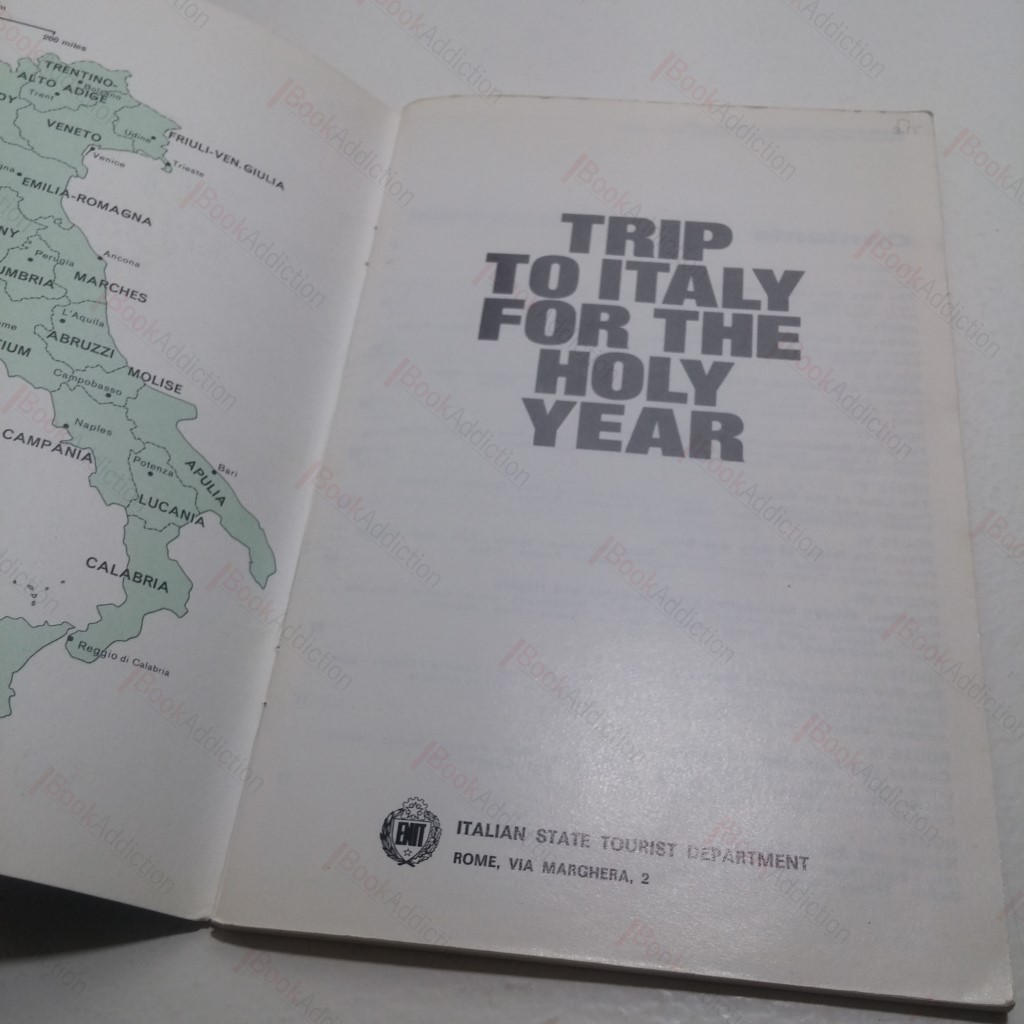 200 miles
TRENTINO-
ALTO ADIGE
Bolzano
Trent
VENETO
Udine
FRIULI-VEN. GIULIA
Venice
Trieste
EMILIA-ROMAGNA
Perugia
Ancona
UMBRIA
MARCHES
L'Aquila
ABRUZZI
MOLISE
Campobasso
Naples
CAMPANIA
Bari
Potenza
APULIA
LUCANIA
CALABRIA
Reggio di Calabria
TRIP
TO ITALY
FOR THE
HOLY
YEAR
ENIT
ITALIAN STATE TOURIST DEPARTMENT
ROME, VIA MARGHERA, 2
BookAddiction